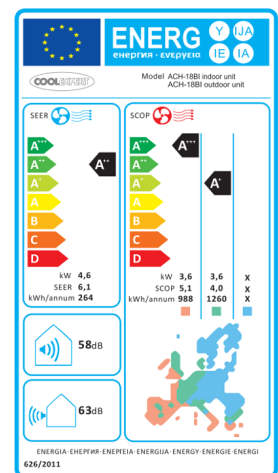 ENERG Y IJA
енергия · ενεργεια IE IA
COOLEXPERT Model ACH-18BI indoor unit
ACH-18BI outdoor unit
SEER SCOP
A+++ A+++ A+++
A++ A++ A++
A+ A+ A+
A A
B B
C C
D D
kW 4,6 kW 3,6 3,6 X
SEER 6,1 SCOP 5,1 4,0 X
kWh/annum 264 kWh/annum 988 1260 X
58dB
63dB
ENERGIA · ЕНЕРГИЯ · ΕΝΕΡΓΕΙΑ · ENERGIJA · ENERGY · ENERGIE · ENERGI
626/2011